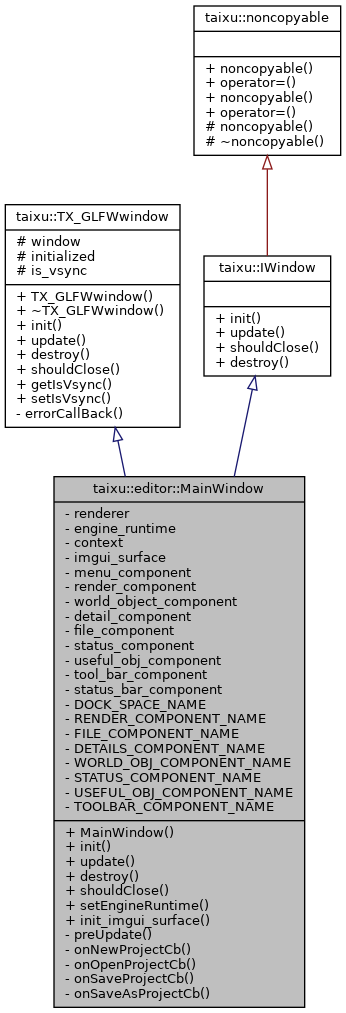 taixu::noncopyable
+ noncopyable()
+ operator=()
+ noncopyable()
+ operator=()
# noncopyable()
# ~noncopyable()
taixu::TX_GLFWwindow
# window
# initialized
# is_vsync
+ TX_GLFWwindow()
+ ~TX_GLFWwindow()
+ init()
+ update()
+ destroy()
+ shouldClose()
+ getIsVsync()
+ setIsVsync()
- errorCallBack()
taixu::IWindow
+ init()
+ update()
+ shouldClose()
+ destroy()
taixu::editor::MainWindow
- renderer
- engine_runtime
- context
- imgui_surface
- menu_component
- render_component
- world_object_component
- detail_component
- file_component
- status_component
- useful_obj_component
- tool_bar_component
- status_bar_component
- DOCK_SPACE_NAME
- RENDER_COMPONENT_NAME
- FILE_COMPONENT_NAME
- DETAILS_COMPONENT_NAME
- WORLD_OBJ_COMPONENT_NAME
- STATUS_COMPONENT_NAME
- USEFUL_OBJ_COMPONENT_NAME
- TOOLBAR_COMPONENT_NAME
+ MainWindow()
+ init()
+ update()
+ destroy()
+ shouldClose()
+ setEngineRuntime()
+ init_imgui_surface()
- preUpdate()
- onNewProjectCb()
- onOpenProjectCb()
- onSaveProjectCb()
- onSaveAsProjectCb()